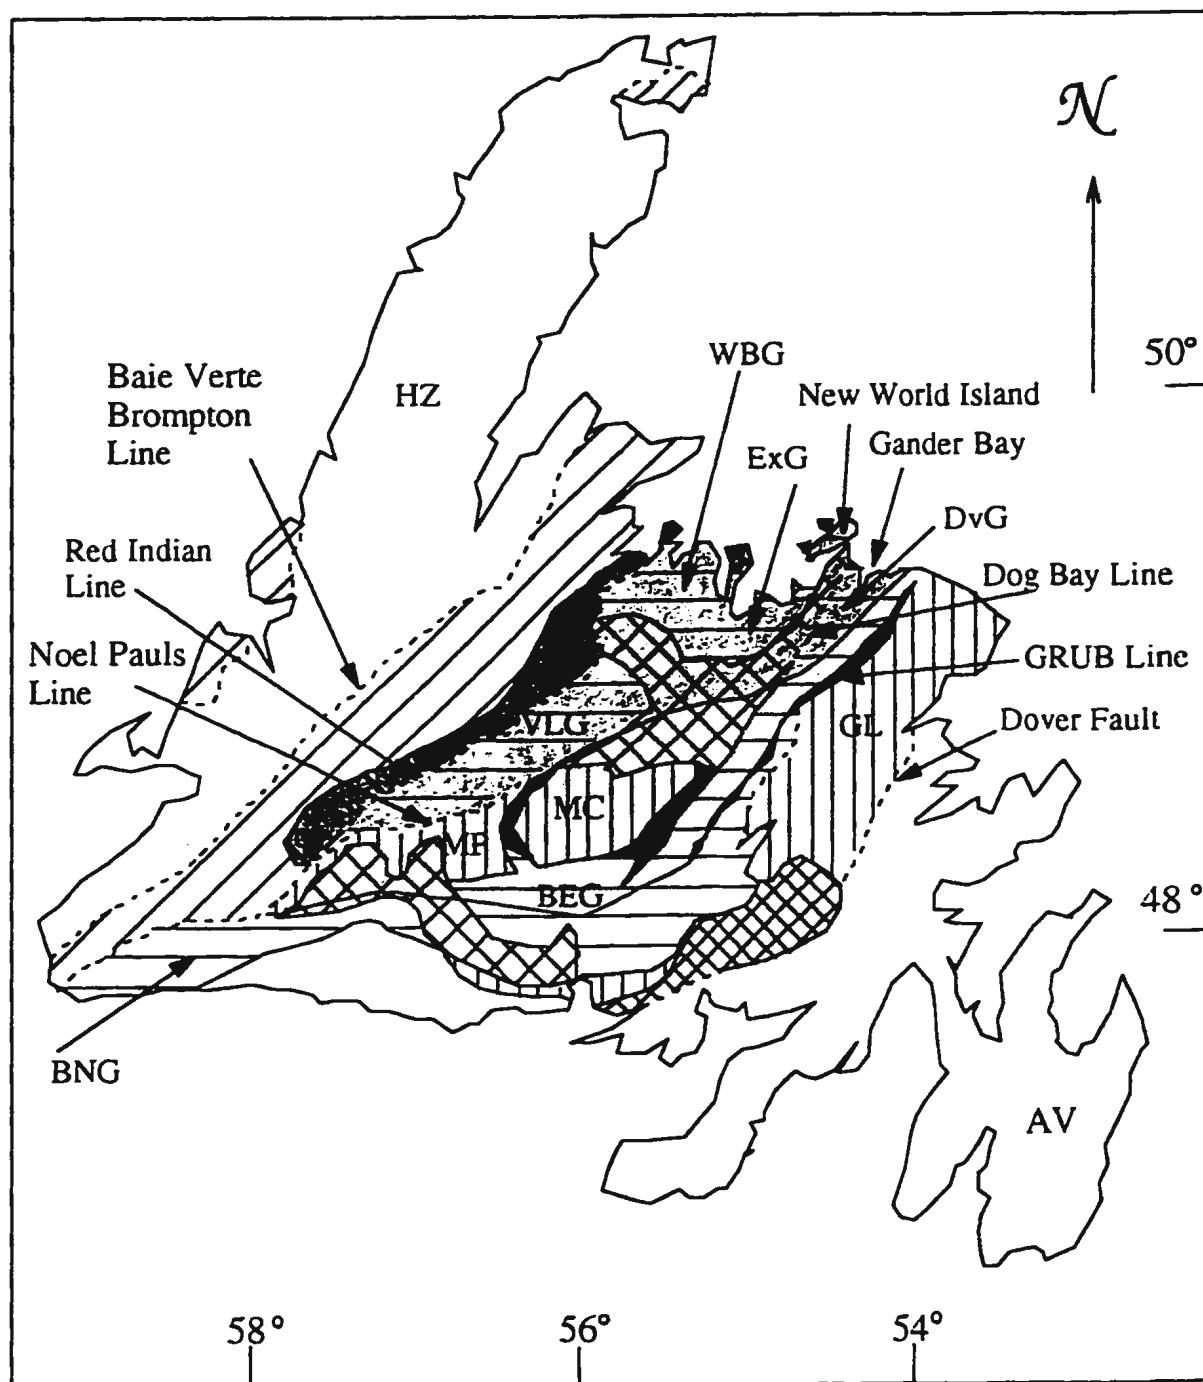 N
50°
WBG
Baie Verte
Brompton
Line
HZ
New World Island
ExG
Gander Bay
Red Indian
Line
DvG
Dog Bay Line
Noel Pauls
Line
GRUB Line
VLG
GL
Dover Fault
MC
MP
BEG
48°
BNG
AV
58°
56°
54°